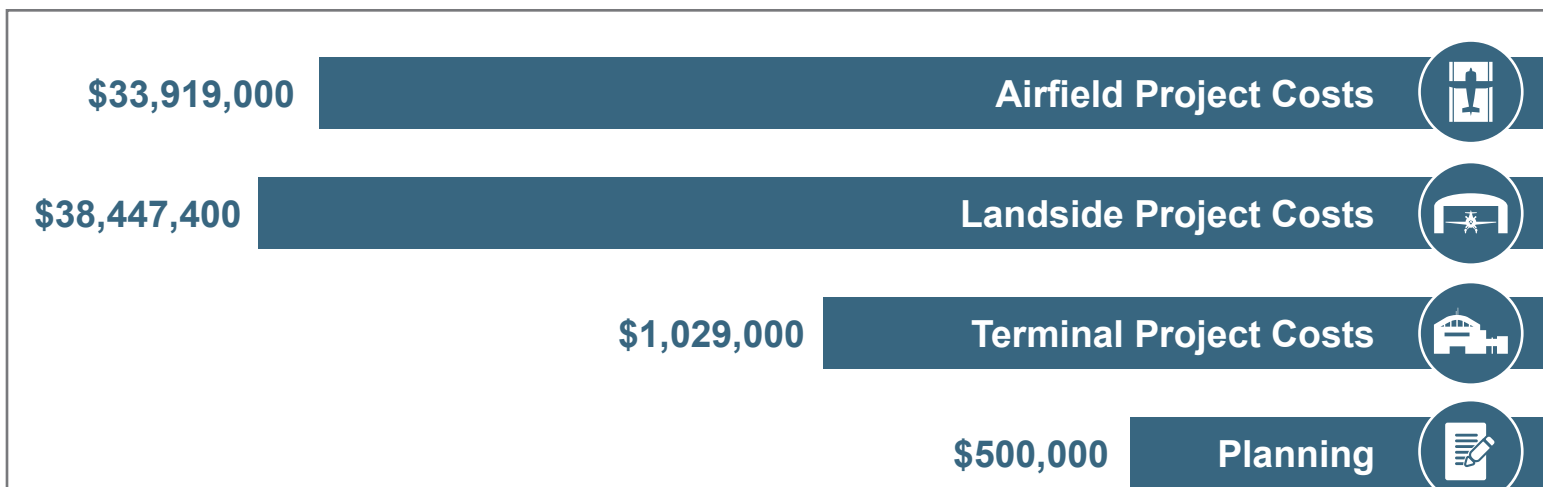 $33,919,000 Airfield Project Costs
$38,447,400 Landside Project Costs
$1,029,000 Terminal Project Costs
$500,000 Planning